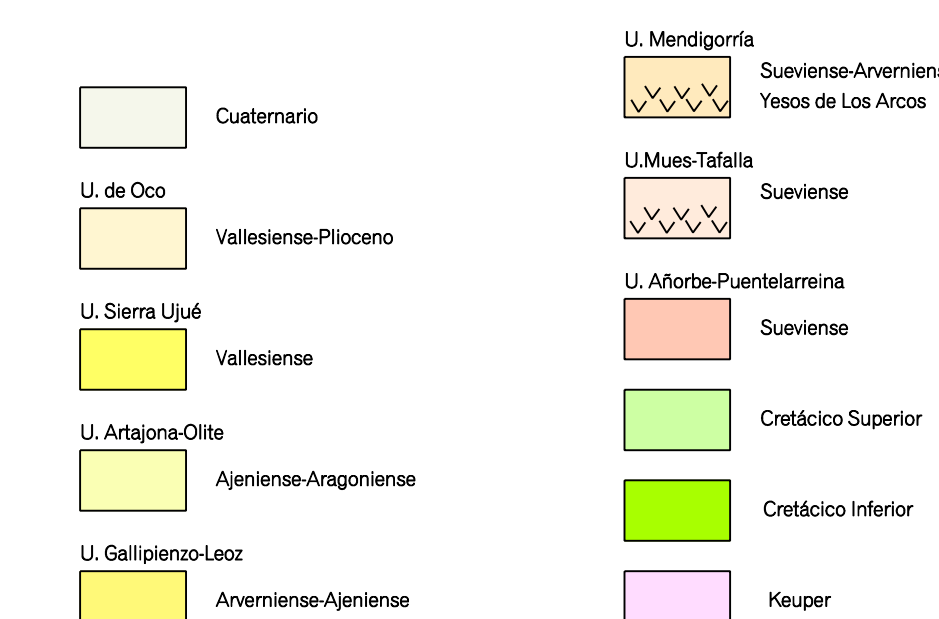 Cuaternario
U. de Oco
Vallesiense-Plioceno
U. Sierra Ujué
Vallesiense
U. Artajona-Olite
Ajeniense-Aragoniense
U. Gallipienzo-Leoz
Arverniense-Ajeniense
U. Mendigorría
Sueviense-Arverniens
Yesos de Los Arcos
U.Mues-Tafalla
Sueviense
U. Añorbe-Puentelarreina
Sueviense
Cretácico Superior
Cretácico Inferior
Keuper